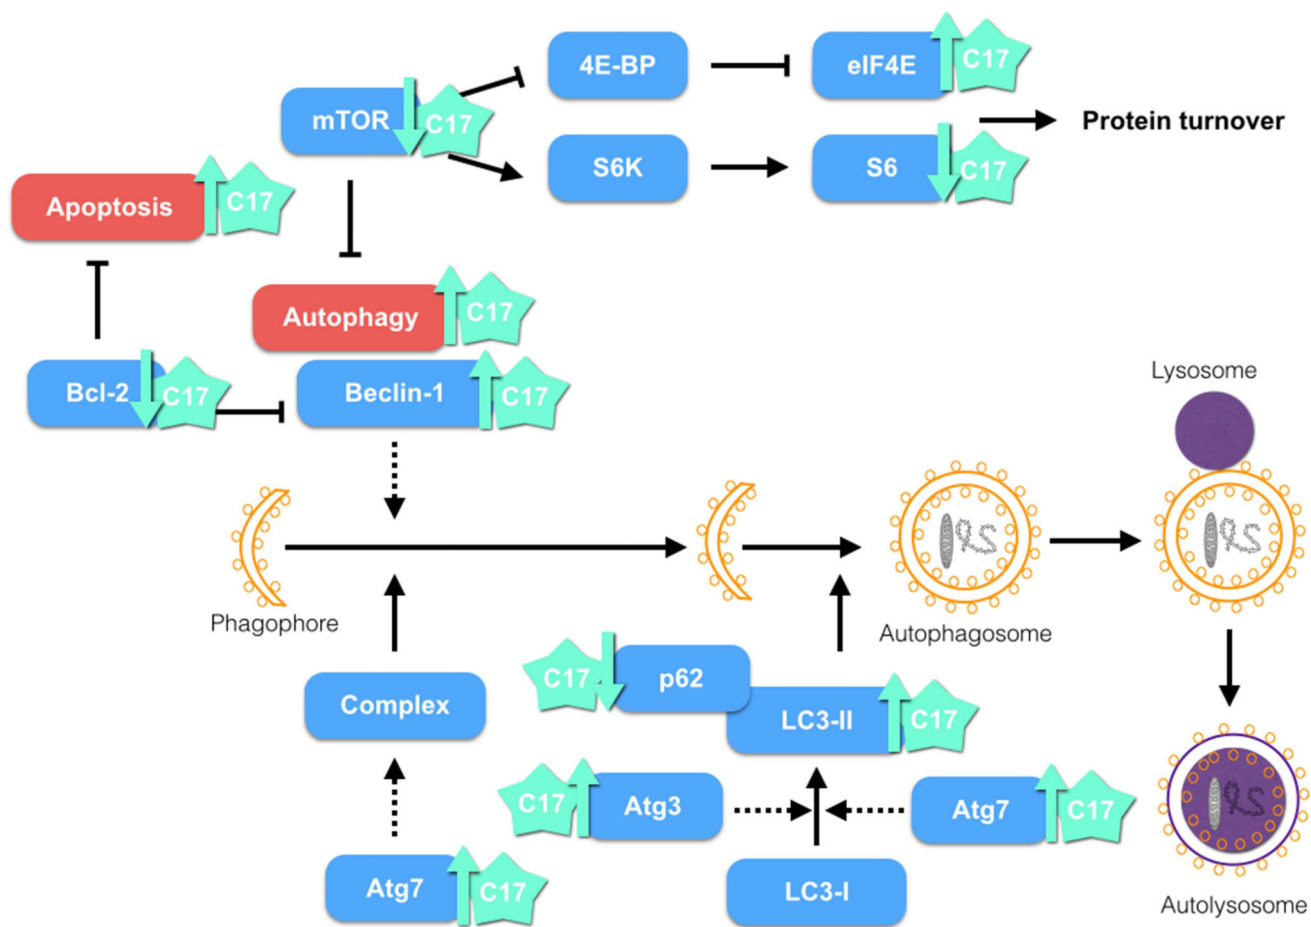 4E-BP
eIF4E
C17
mTOR
C17
Protein turnover
S6K
S6
C17
Apoptosis
C17
Autophagy
C17
Bcl-2
C17
Beclin-1
C17
Lysosome
Phagophore
Autophagosome
C17
p62
Complex
LC3-II
C17
C17
Atg3
Atg7
C17
Atg7
C17
LC3-I
Autolysosome